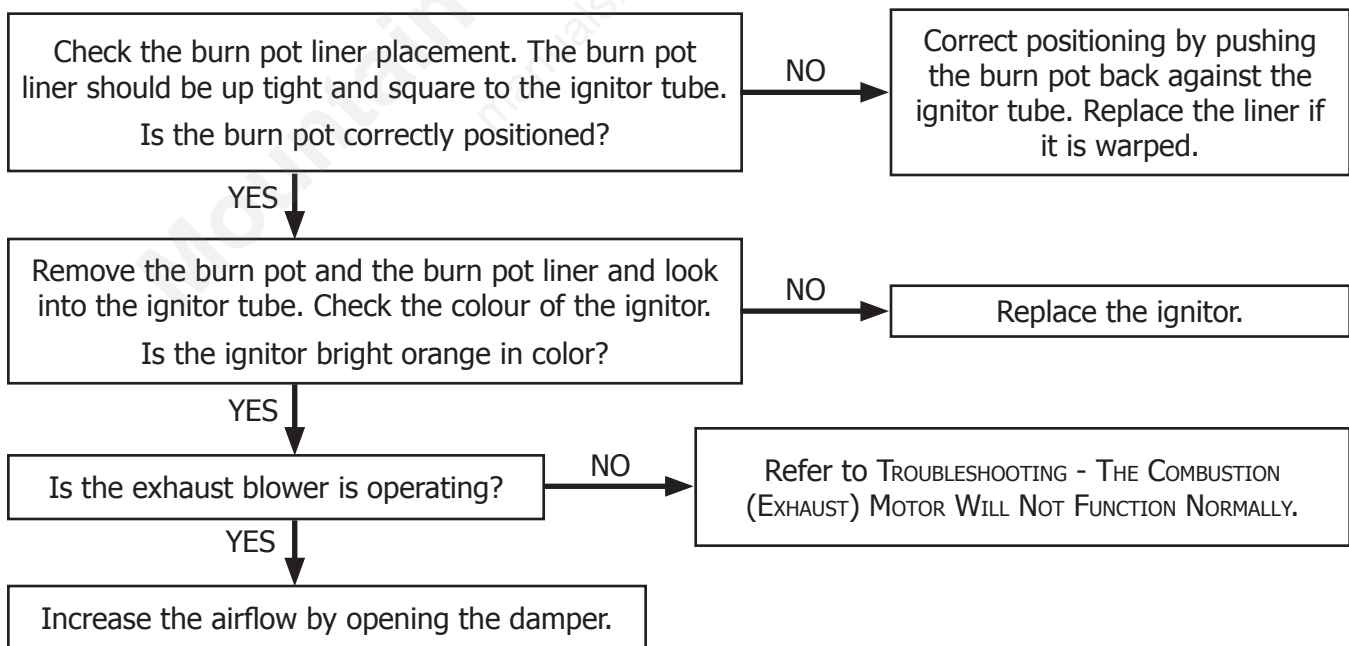 Check the burn pot liner placement. The burn pot
liner should be up tight and square to the ignitor tube.
Is the burn pot correctly positioned?
NO
Correct positioning by pushing
the burn pot back against the
ignitor tube. Replace the liner if
it is warped.
YES
Remove the burn pot and the burn pot liner and look
into the ignitor tube. Check the colour of the ignitor.
Is the ignitor bright orange in color?
NO
Replace the ignitor.
YES
Is the exhaust blower is operating?
NO
Refer to TROUBLESHOOTING - THE COMBUSTION
(EXHAUST) MOTOR WILL NOT FUNCTION NORMALLY.
YES
Increase the airflow by opening the damper.
Mountain
manuals.